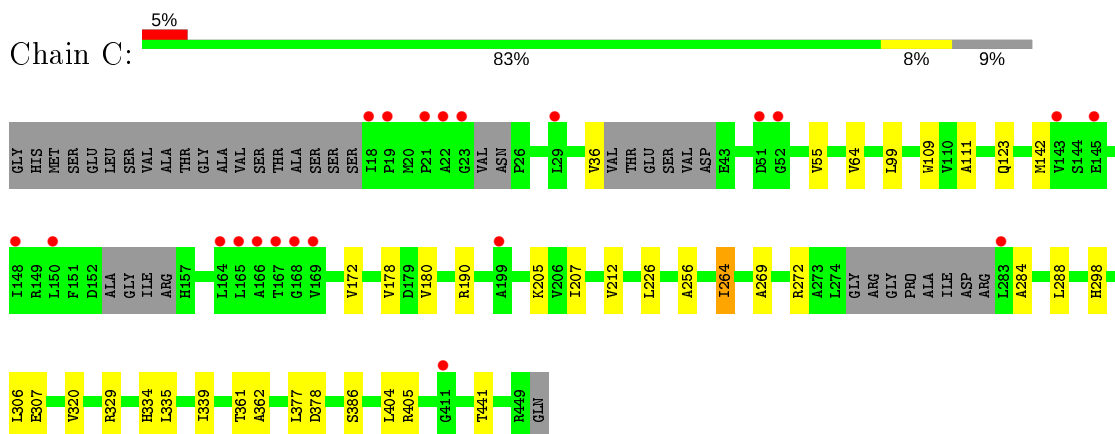 5%
Chain C:
83% 8% 9%
GLY HIS MET SER GLU LEU SER VAL ALA THR GLY ALA VAL SER THR ALA SER SER SER I18 P19 M20 P21 A22 G23 VAL ASN P26 L29 V36 VAL THR GLU SER VAL ASP E43 D51 G52 V55 V64 L99 W109 V110 A111 Q123 M142 V143 S144 E145
I148 R149 L150 F151 D152 ALA GLY ILE ARG H157 L164 L165 A166 T167 G168 V169 V172 V178 D179 V180 R190 A199 K205 V206 I207 V212 L226 A256 I264 A269 R272 A273 L274 GLY ARG GLY PRO ALA ILE ASP ARG L283 A284 L288 H298
L306 E307 V320 R329 H334 L335 I339 T361 A362 L377 D378 S386 L404 R405 G411 T441 R449 GLN